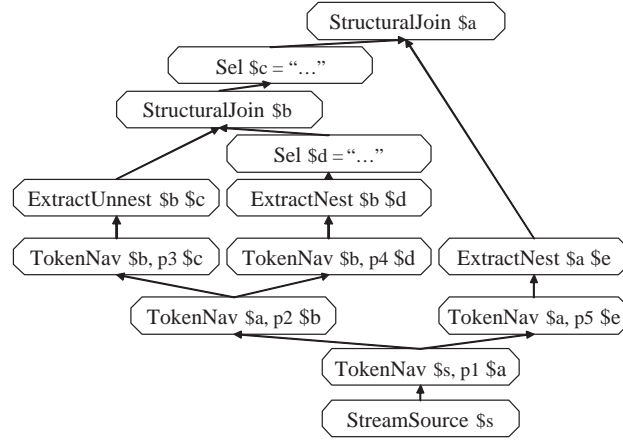 StructuralJoin $a
Sel $c = “…”
StructuralJoin $b
Sel $d = “…”
ExtractUnnest $b $c
ExtractNest $b $d
TokenNav $b, p3 $c
TokenNav $b, p4 $d
ExtractNest $a $e
TokenNav $a, p2 $b
TokenNav $a, p5 $e
TokenNav $s, p1 $a
StreamSource $s